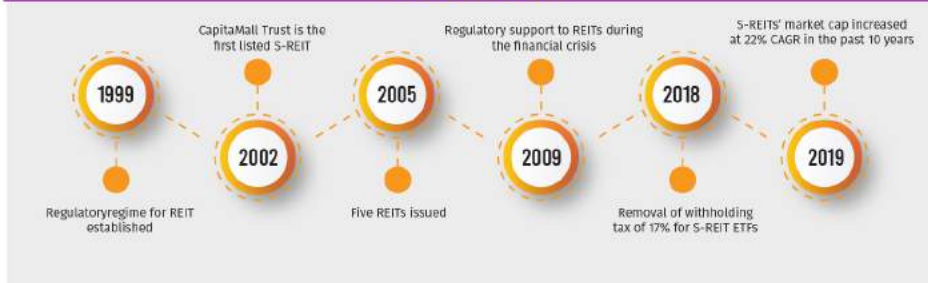 1999
Regulatoryregime for REIT
established
CapitaMall Trust is the
first listed S-REIT
2002
2005
Five REITs issued
Regulatory support to REITs during
the financial crisis
2009
2018
Removal of withholding
tax of 17% for S-REIT ETFs
S-REITs' market cap increased
at 22% CAGR in the past 10 years
2019